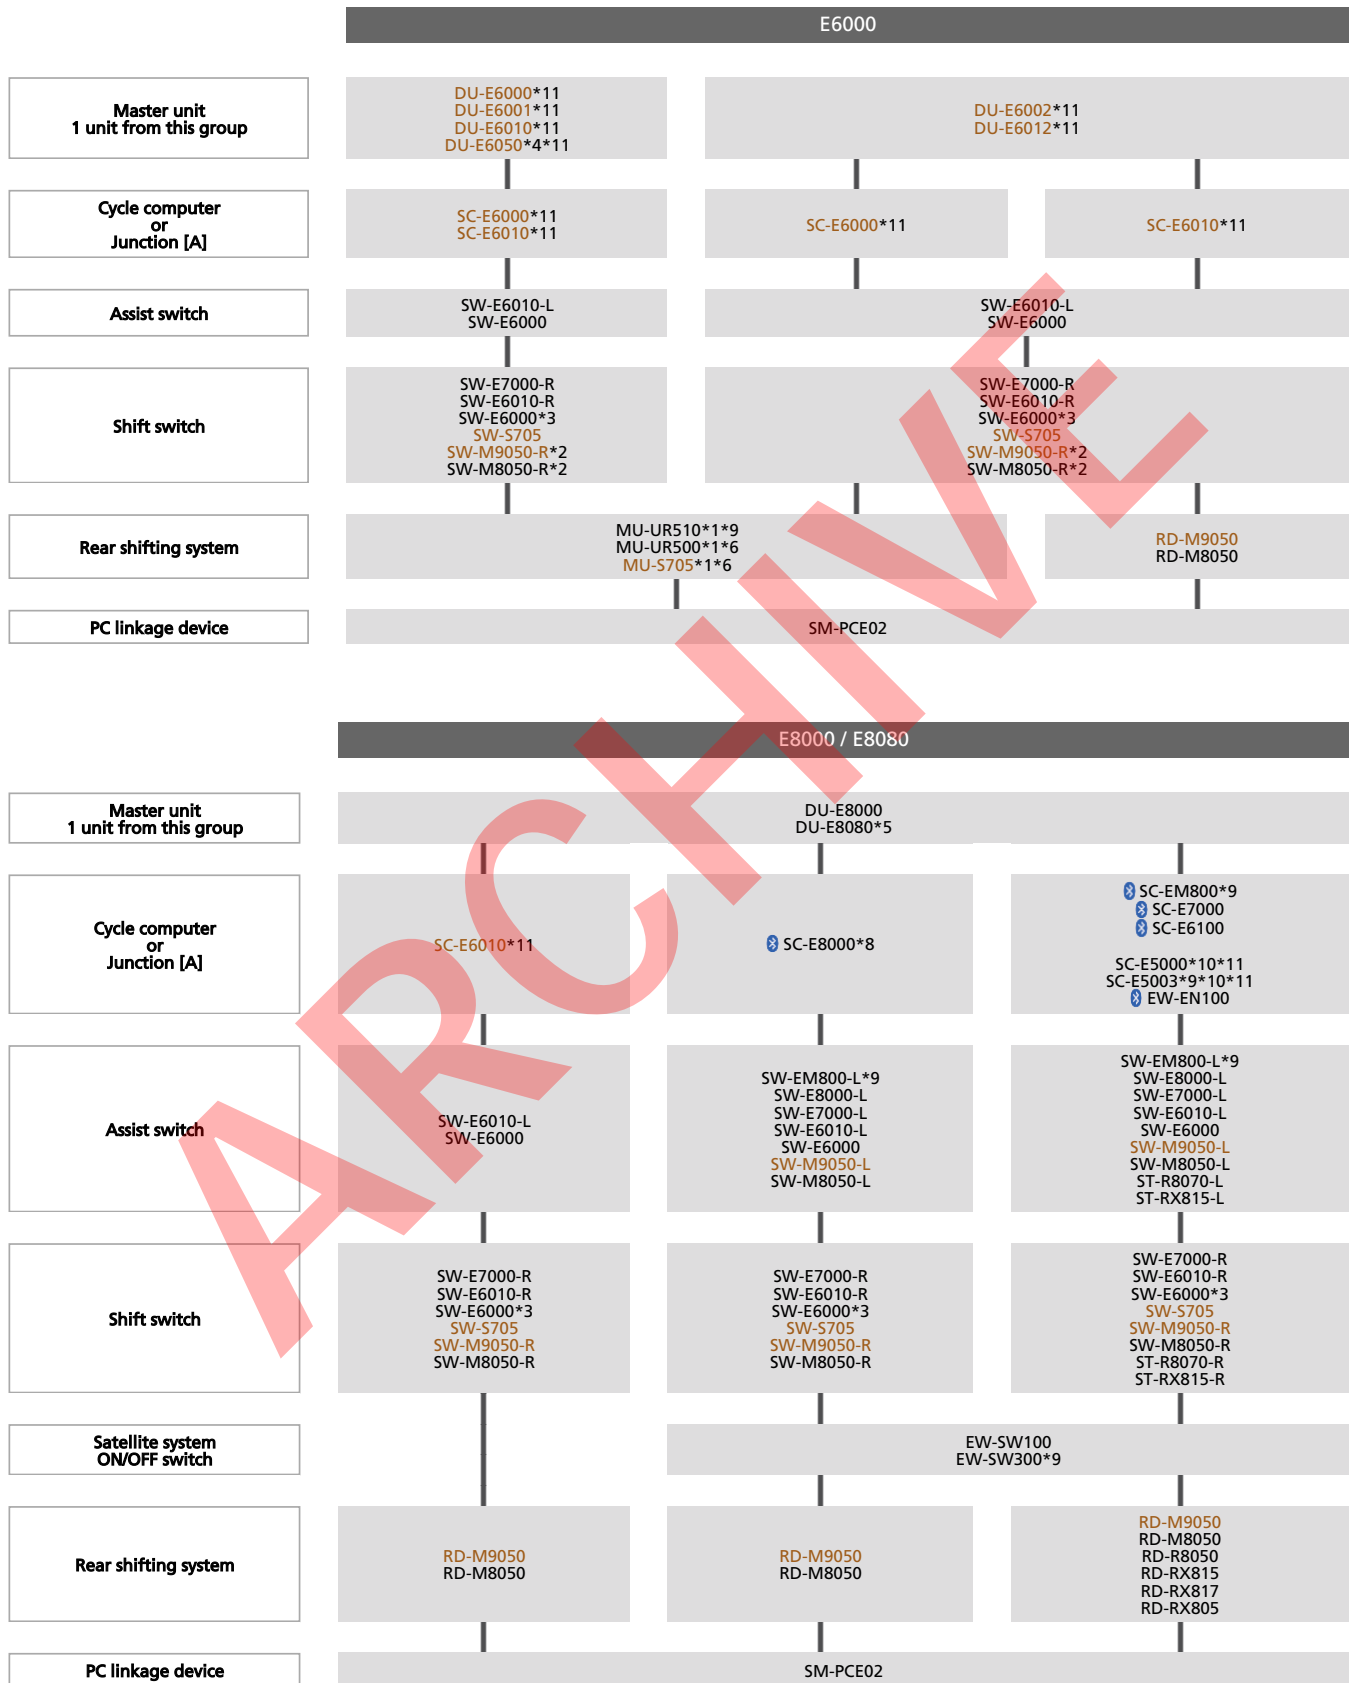 E6000
Master unit
1 unit from this group
DU-E6000*11
DU-E6001*11
DU-E6010*11
DU-E6050*4*11
DU-E6002*11
DU-E6012*11
Cycle computer
or
Junction [A]
SC-E6000*11
SC-E6010*11
SC-E6000*11
SC-E6010*11
Assist switch
SW-E6010-L
SW-E6000
SW-E6010-L
SW-E6000
Shift switch
SW-E7000-R
SW-E6010-R
SW-E6000*3
SW-S705
SW-M9050-R*2
SW-M8050-R*2
SW-E7000-R
SW-E6010-R
SW-E6000*3
SW-S705
SW-M9050-R*2
SW-M8050-R*2
Rear shifting system
MU-UR510*1*9
MU-UR500*1*6
MU-S705*1*6
RD-M9050
RD-M8050
PC linkage device
SM-PCE02
E8000 / E8080
Master unit
1 unit from this group
DU-E8000
DU-E8080*5
Cycle computer
or
Junction [A]
SC-E6010*11
SC-E8000*8
SC-EM800*9
SC-E7000
SC-E6100
SC-E5000*10*11
SC-E5003*9*10*11
EW-EN100
Assist switch
SW-E6010-L
SW-E6000
SW-EM800-L*9
SW-E8000-L
SW-E7000-L
SW-E6010-L
SW-E6000
SW-M9050-L
SW-M8050-L
SW-EM800-L*9
SW-E8000-L
SW-E7000-L
SW-E6010-L
SW-E6000
SW-M9050-L
SW-M8050-L
ST-R8070-L
ST-RX815-L
Shift switch
SW-E7000-R
SW-E6010-R
SW-E6000*3
SW-S705
SW-M9050-R
SW-M8050-R
SW-E7000-R
SW-E6010-R
SW-E6000*3
SW-S705
SW-M9050-R
SW-M8050-R
SW-E7000-R
SW-E6010-R
SW-E6000*3
SW-S705
SW-M9050-R
SW-M8050-R
ST-R8070-R
ST-RX815-R
Satellite system
ON/OFF switch
EW-SW100
EW-SW300*9
Rear shifting system
RD-M9050
RD-M8050
RD-M9050
RD-M8050
RD-M9050
RD-M8050
RD-R8050
RD-RX815
RD-RX817
RD-RX805
PC linkage device
SM-PCE02
ARCHIVE